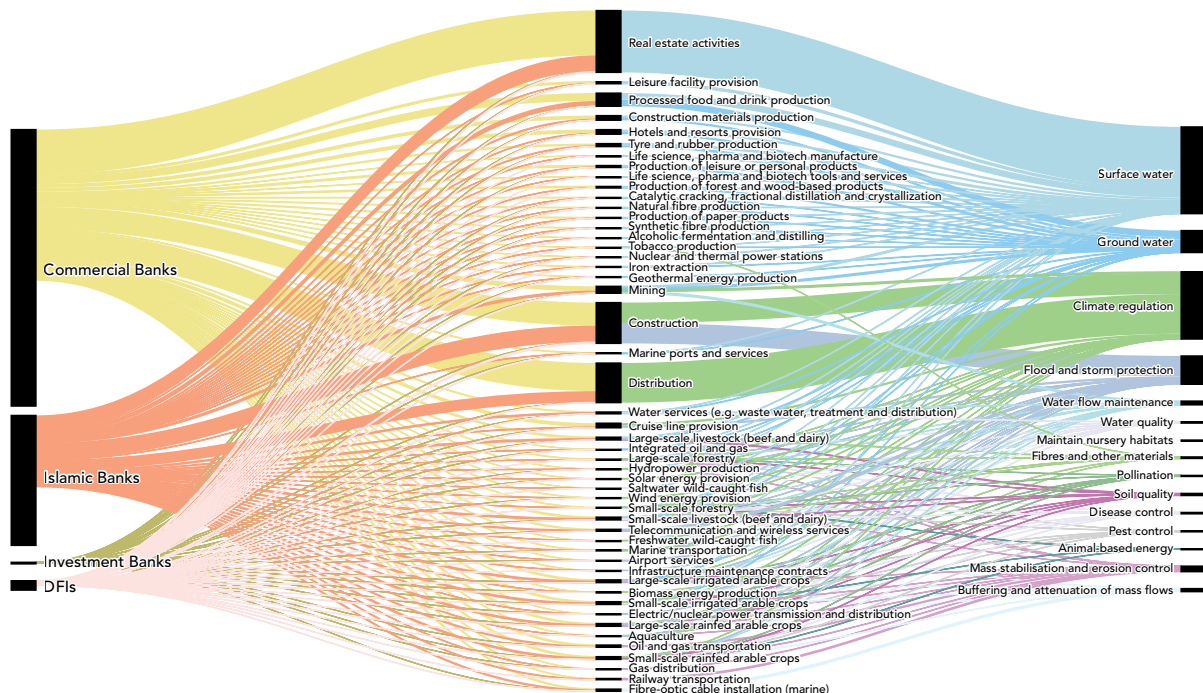 Commercial Banks
Islamic Banks
Investment Banks
DFIs
Real estate activities
Leisure facility provision
Processed food and drink production
Construction materials production
Hotels and resorts provision
Tyre and rubber production
Life science, pharma and biotech manufacture
Production of leisure or personal products
Life science, pharma and biotech tools and services
Production of forest and wood-based products
Catalytic cracking, fractional distillation and crystallization
Natural fibre production
Production of paper products
Synthetic fibre production
Alcoholic fermentation and distilling
Tobacco production
Nuclear and thermal power stations
Iron extraction
Geothermal energy production
Mining
Construction
Marine ports and services
Distribution
Water services (e.g. waste water, treatment and distribution)
Cruise line provision
Large-scale livestock (beef and dairy)
Integrated oil and gas
Large-scale forestry
Hydropower production
Solar energy provision
Saltwater wild-caught fish
Wind energy provision
Small-scale forestry
Small-scale livestock (beef and dairy)
Telecommunication and wireless services
Freshwater wild-caught fish
Marine transportation
Airport services
Infrastructure maintenance contracts
Large-scale irrigated arable crops
Biomass energy production
Small-scale irrigated arable crops
Electric/nuclear power transmission and distribution
Large-scale rainfed arable crops
Aquaculture
Oil and gas transportation
Small-scale rainfed arable crops
Gas distribution
Railway transportation
Fibre-optic cable installation (marine)
Surface water
Ground water
Climate regulation
Flood and storm protection
Water flow maintenance
Water quality
Maintain nursery habitats
Fibres and other materials
Pollination
Soil quality
Disease control
Pest control
Animal-based energy
Mass stabilisation and erosion control
Buffering and attenuation of mass flows